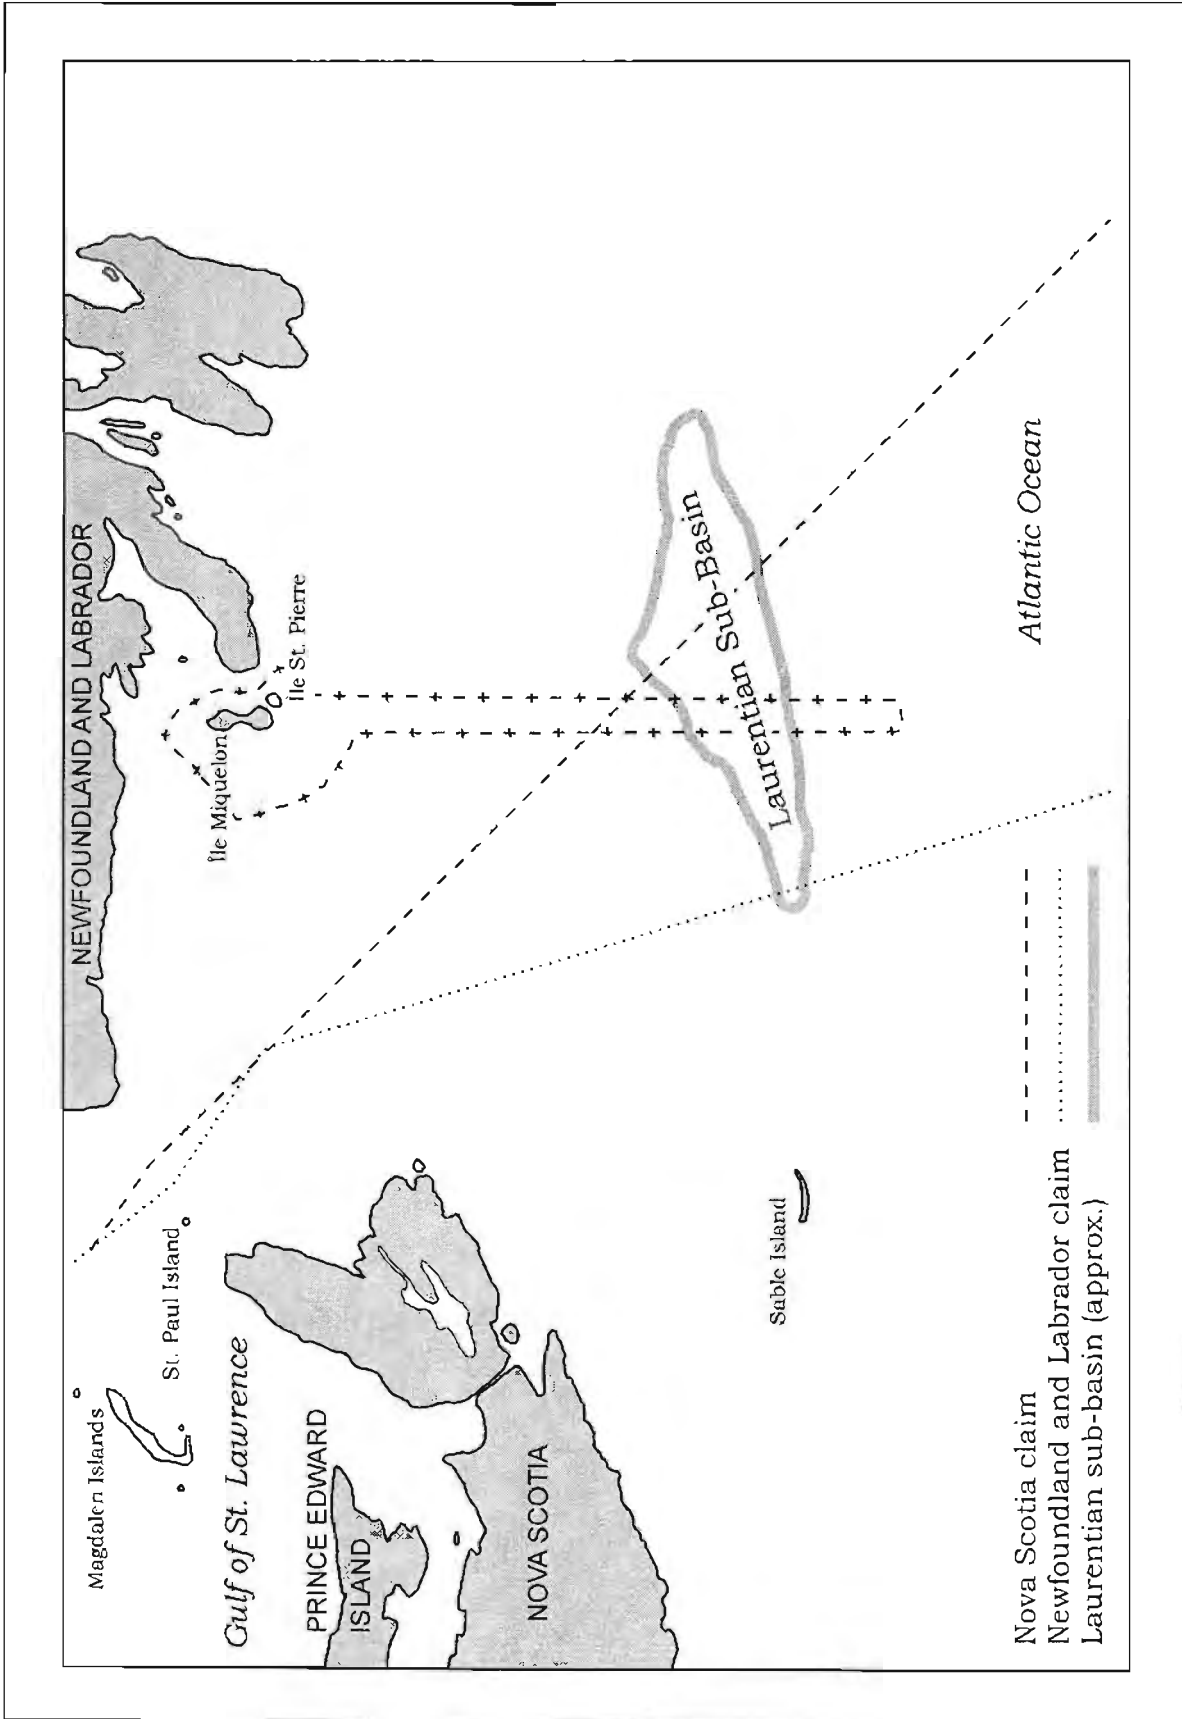 NEWFOUNDLAND AND LABRADOR
Île Miquelon
Île St. Pierre
Magdalen Islands
St. Paul Island
Gulf of St. Lawrence
PRINCE EDWARD
ISLAND
NOVA SCOTIA
Sable Island
Laurentian Sub-Basin
Atlantic Ocean
Nova Scotia claim
Newfoundland and Labrador claim
Laurentian sub-basin (approx.)